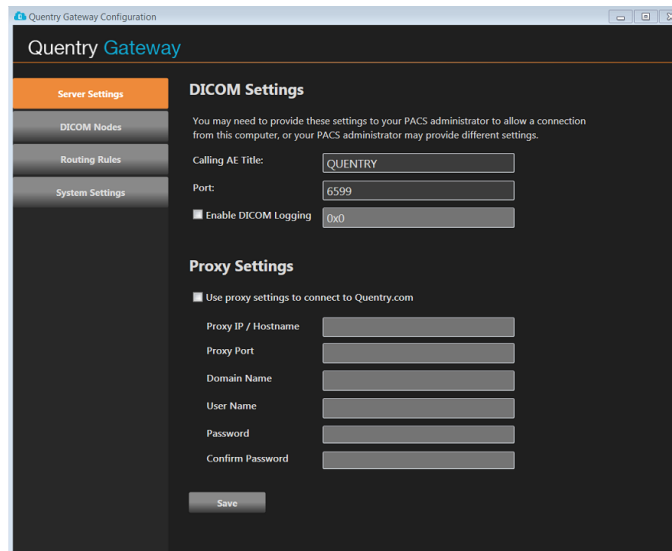 Quentry Gateway Configuration
Quentry Gateway
Server Settings
DICOM Nodes
Routing Rules
System Settings
DICOM Settings
You may need to provide these settings to your PACS administrator to allow a connection
from this computer, or your PACS administrator may provide different settings.
Calling AE Title: QUENTRY
Port: 6599
Enable DICOM Logging 0x0
Proxy Settings
Use proxy settings to connect to Quentry.com
Proxy IP / Hostname
Proxy Port
Domain Name
User Name
Password
Confirm Password
Save